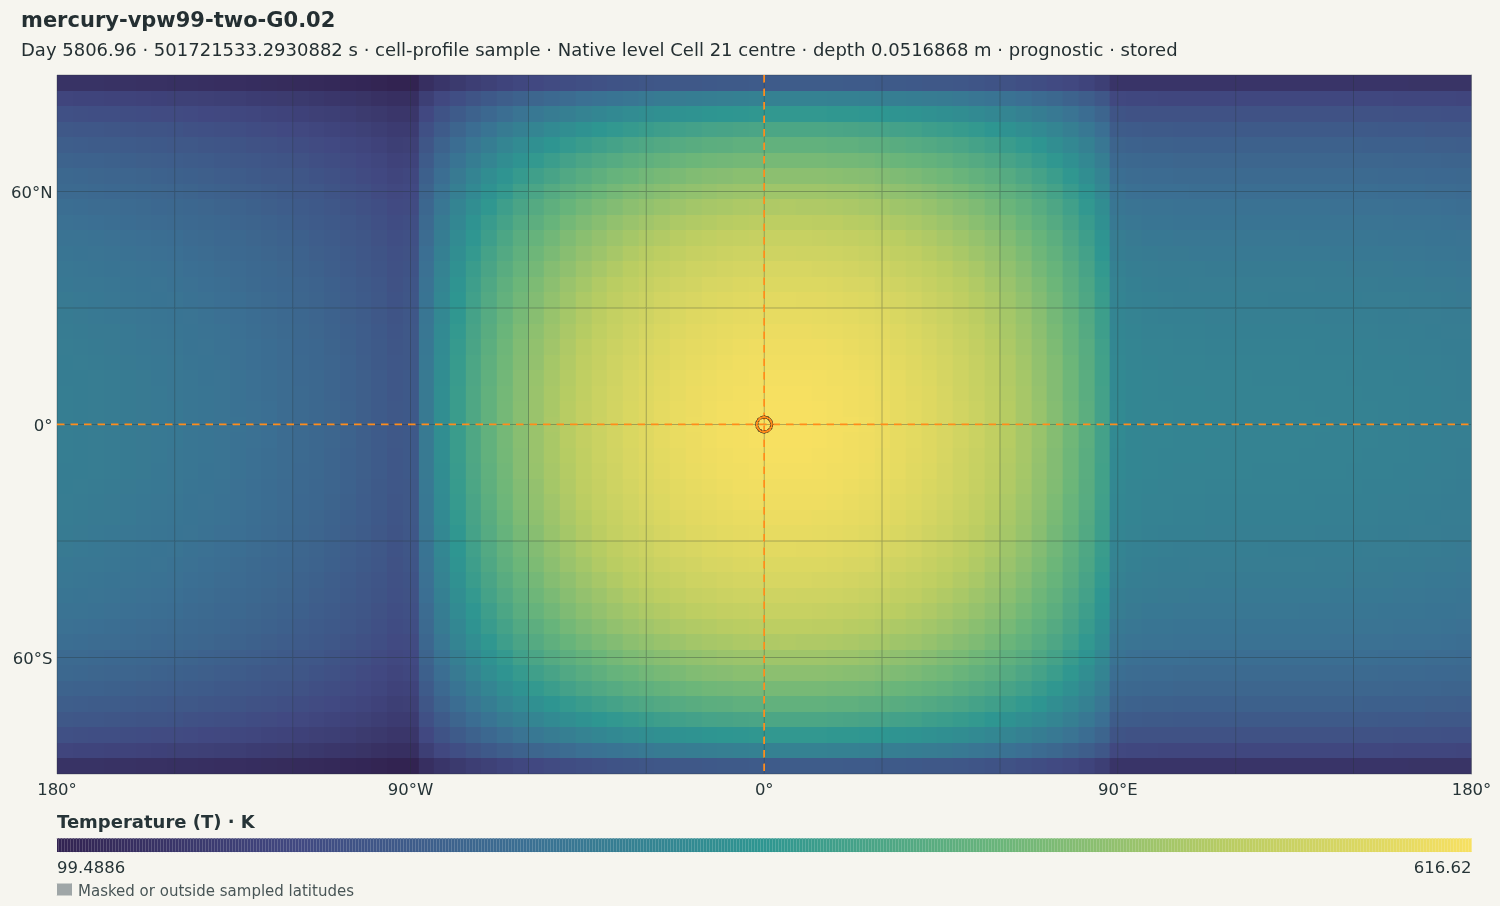 mercury-vpw99-two-G0.02
Day 5806.96 · 501721533.2930882 s · cell-profile sample · Native level Cell 21 centre · depth 0.0516868 m · prognostic · stored
60°N
0°
60°S
180° 90°W 0° 90°E 180°
Temperature (T) · K
99.4886 616.62
Masked or outside sampled latitudes